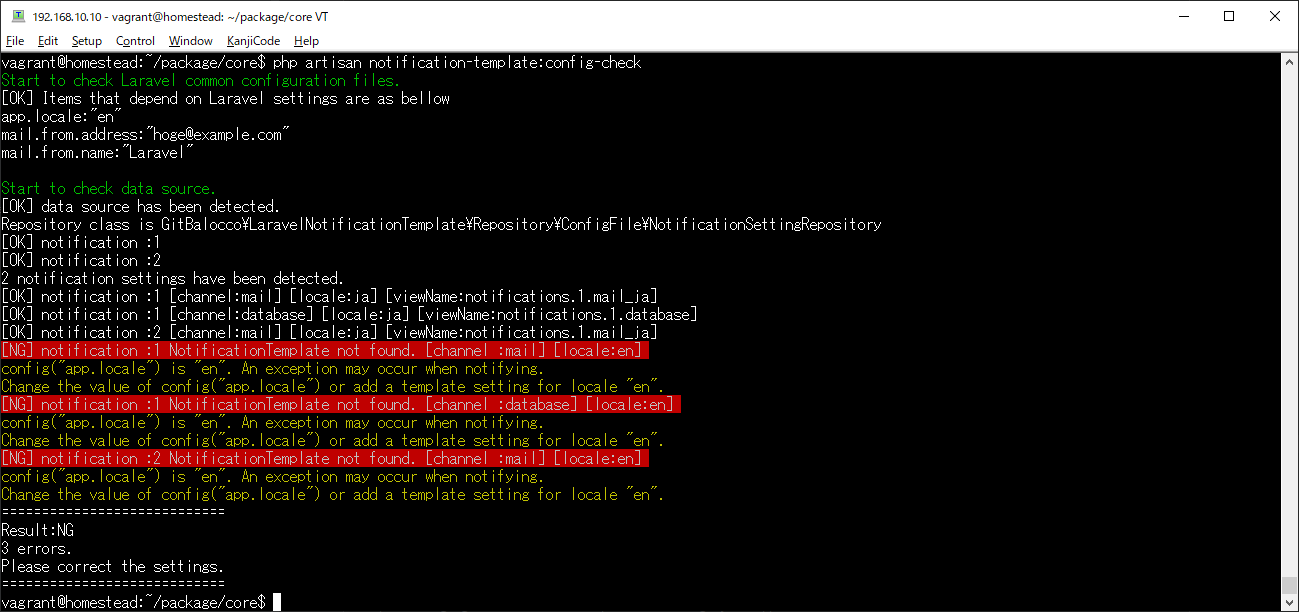 192.168.10.10 - vagrant@homestead: ~/package/core VT
File Edit Setup Control Window KanjiCode Help
vagrant@homestead:~/package/core$ php artisan notification-template:config-check
Start to check Laravel common configuration files.
[OK] Items that depend on Laravel settings are as bellow
app.locale:"en"
mail.from.address:"hoge@example.com"
mail.from.name:"Laravel"
Start to check data source.
[OK] data source has been detected.
Repository class is GitBalocco¥LaravelNotificationTemplate¥Repository¥ConfigFile¥NotificationSettingRepository
[OK] notification :1
[OK] notification :2
2 notification settings have been detected.
[OK] notification :1 [channel:mail] [locale:ja] [viewName:notifications.1.mail_ja]
[OK] notification :1 [channel:database] [locale:ja] [viewName:notifications.1.database]
[OK] notification :2 [channel:mail] [locale:ja] [viewName:notifications.1.mail_ja]
[NG] notification :1 NotificationTemplate not found. [channel :mail] [locale:en]
config("app.locale") is "en". An exception may occur when notifying.
Change the value of config("app.locale") or add a template setting for locale "en".
[NG] notification :1 NotificationTemplate not found. [channel :database] [locale:en]
config("app.locale") is "en". An exception may occur when notifying.
Change the value of config("app.locale") or add a template setting for locale "en".
[NG] notification :2 NotificationTemplate not found. [channel :mail] [locale:en]
config("app.locale") is "en". An exception may occur when notifying.
Change the value of config("app.locale") or add a template setting for locale "en".
============================
Result:NG
3 errors.
Please correct the settings.
============================
vagrant@homestead:~/package/core$